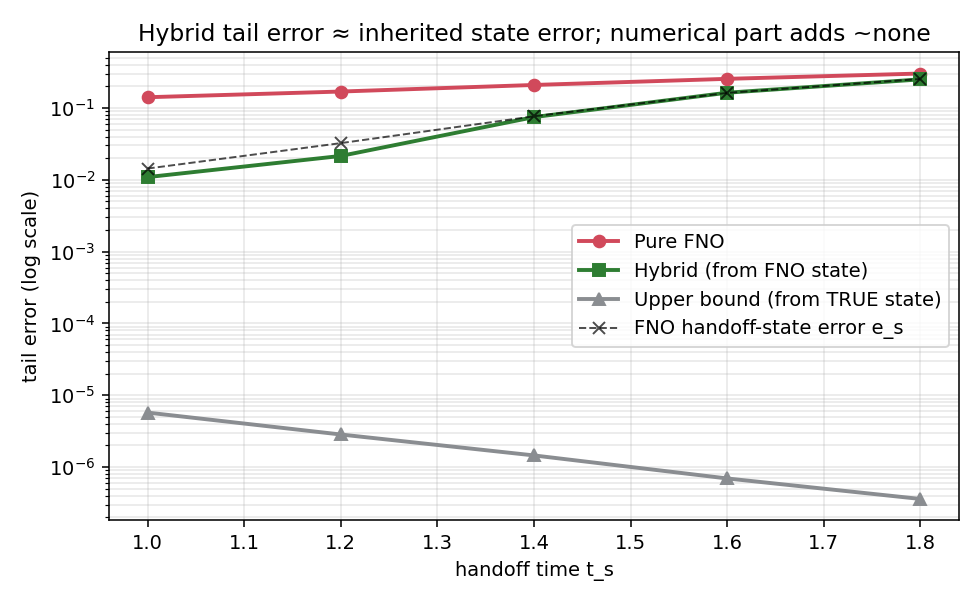 Hybrid tail error ≈ inherited state error; numerical part adds ~none
tail error (log scale)
10⁻¹
10⁻²
10⁻³
10⁻⁴
10⁻⁵
10⁻⁶
Pure FNO
Hybrid (from FNO state)
Upper bound (from TRUE state)
FNO handoff-state error e_s
1.0 1.1 1.2 1.3 1.4 1.5 1.6 1.7 1.8
handoff time t_s